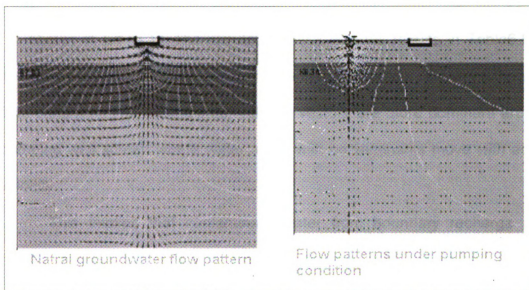 Natral groundwater flow pattern
Flow patterns under pumping
condition